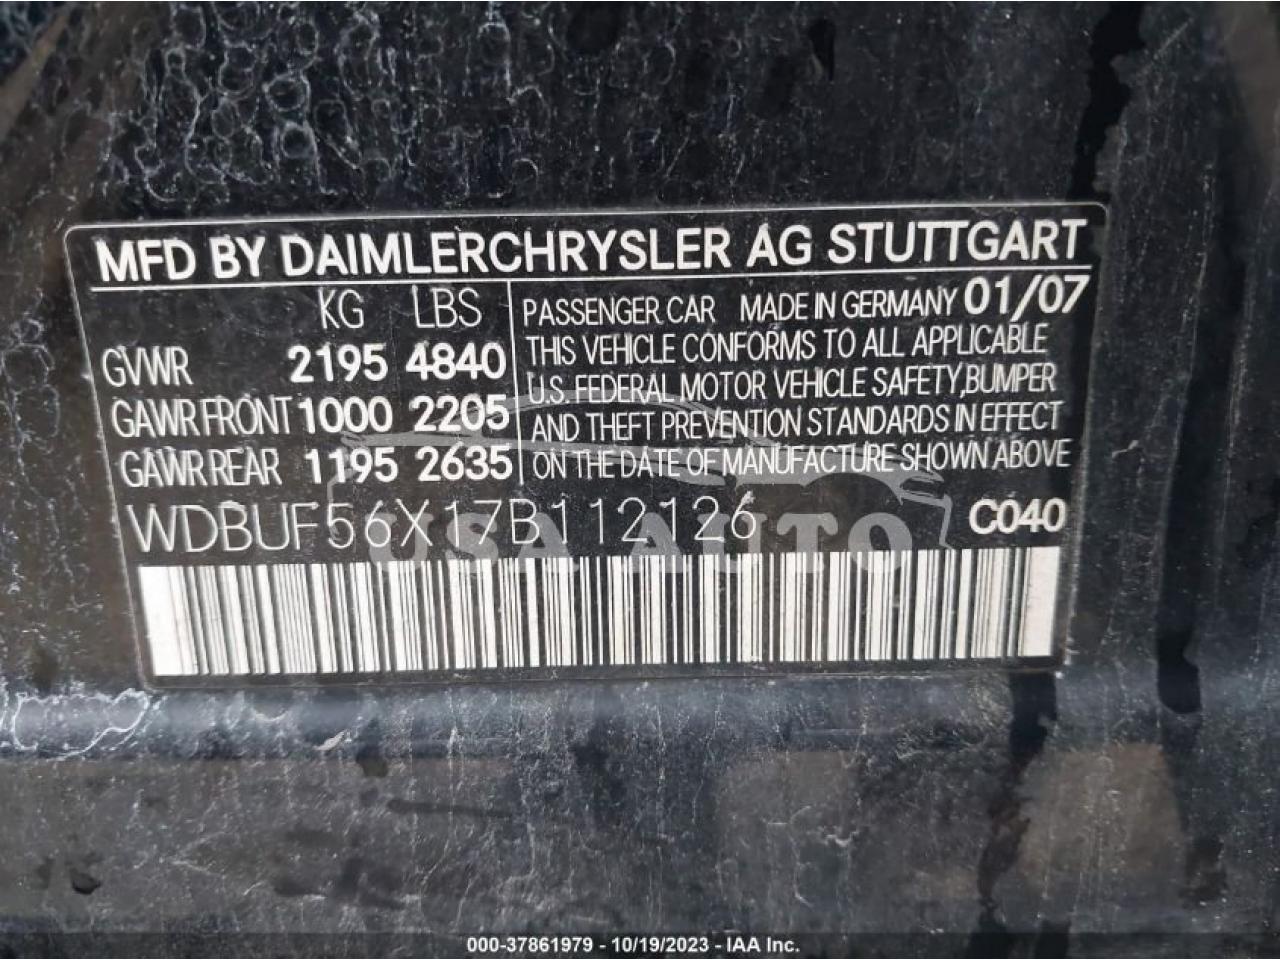 MFD BY DAIMLERCHRYSLER AG STUTTGART
KG LBS
GVWR 2195 4840
GAWR FRONT 1000 2205
GAWR REAR 1195 2635
PASSENGER CAR MADE IN GERMANY 01/07
THIS VEHICLE CONFORMS TO ALL APPLICABLE
U.S. FEDERAL MOTOR VEHICLE SAFETY, BUMPER
AND THEFT PREVENTION STANDARDS IN EFFECT
ON THE DATE OF MANUFACTURE SHOWN ABOVE
WDBUF56X17B112126 C040
USA AUTO
000-37861979 - 10/19/2023 - IAA Inc.